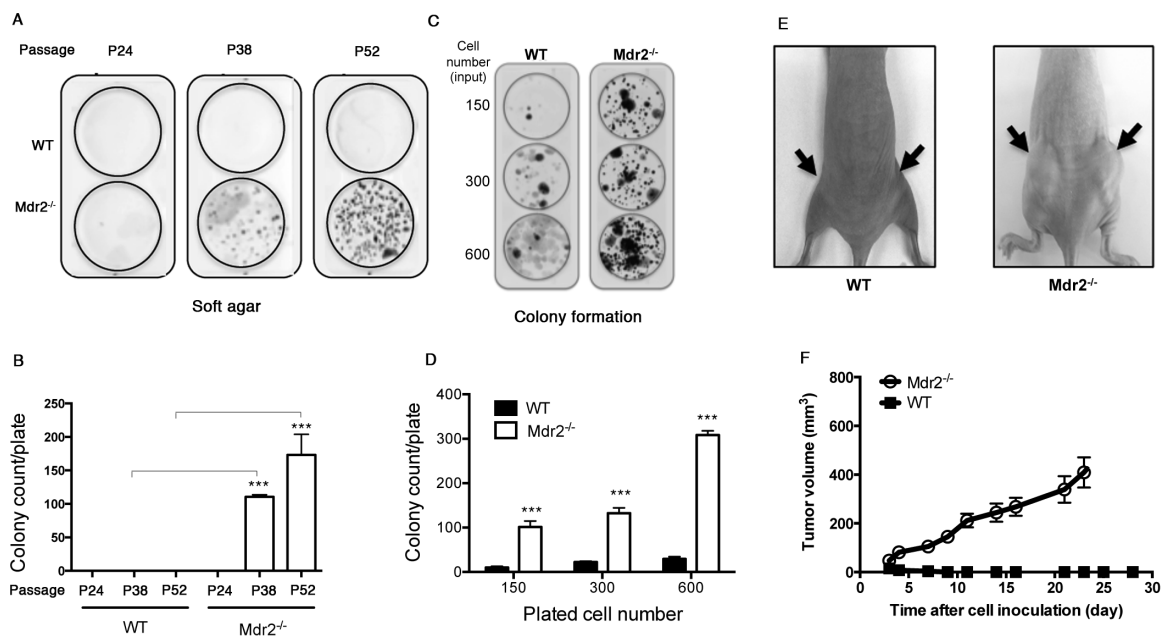 A
Passage P24 P38 P52
WT
Mdr2-/-
Soft agar
B
Colony count/plate
250
200
150
100
50
0
***
***
Passage P24 P38 P52 P24 P38 P52
WT Mdr2-/-
C
Cell number (input)
WT Mdr2-/-
150
300
600
Colony formation
D
Colony count/plate
400
300
200
100
0
WT
Mdr2-/-
***
***
***
150 300 600
Plated cell number
E
WT Mdr2-/-
F
Tumor volume (mm³)
800
600
400
200
0
Mdr2-/-
WT
0 5 10 15 20 25 30
Time after cell inoculation (day)